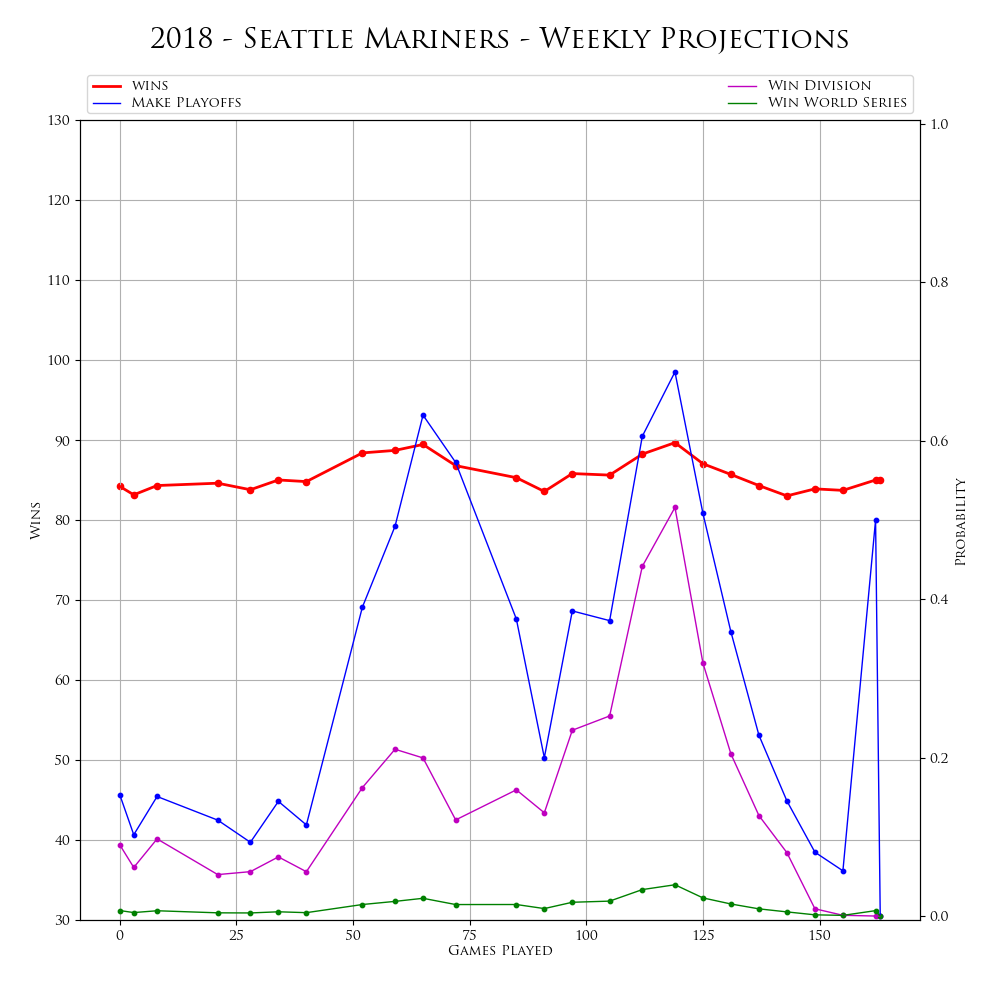 2018 - Seattle Mariners - Weekly Projections
wins
Make Playoffs
Win Division
Win World Series
130
120
110
100
90
80
70
60
50
40
30
Wins
1.0
0.8
0.6
0.4
0.2
0.0
Probability
0 25 50 75 100 125 150
Games Played